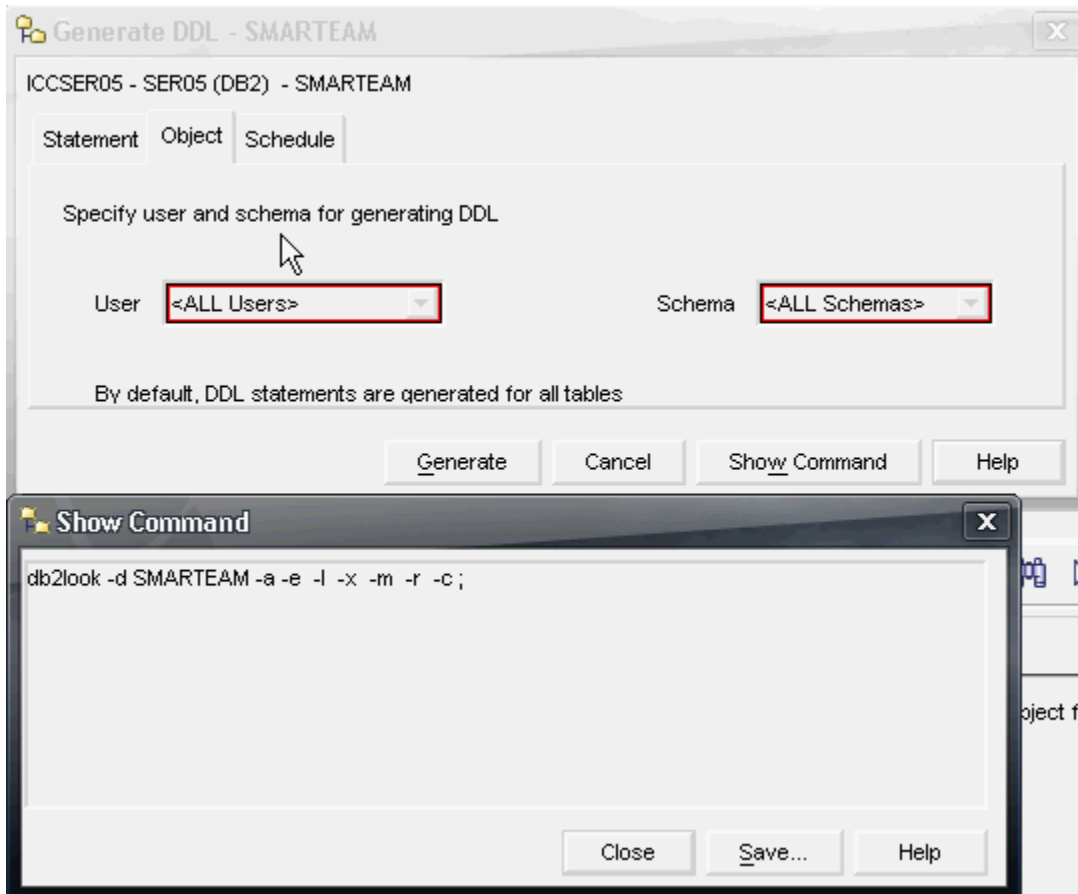 Generate DDL - SMARTEAM
ICCSER05 - SER05 (DB2) - SMARTEAM
Statement Object Schedule
Specify user and schema for generating DDL
User <ALL Users> Schema <ALL Schemas>
By default, DDL statements are generated for all tables
Generate Cancel Show Command Help
Show Command
db2look -d SMARTEAM -a -e -l -x -m -r -c ;
bject f
Close Save... Help